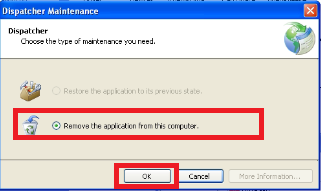 Dispatcher Maintenance
Dispatcher
Choose the type of maintenance you need.
Restore the application to its previous state.
Remove the application from this computer.
OK
Cancel
More Information...